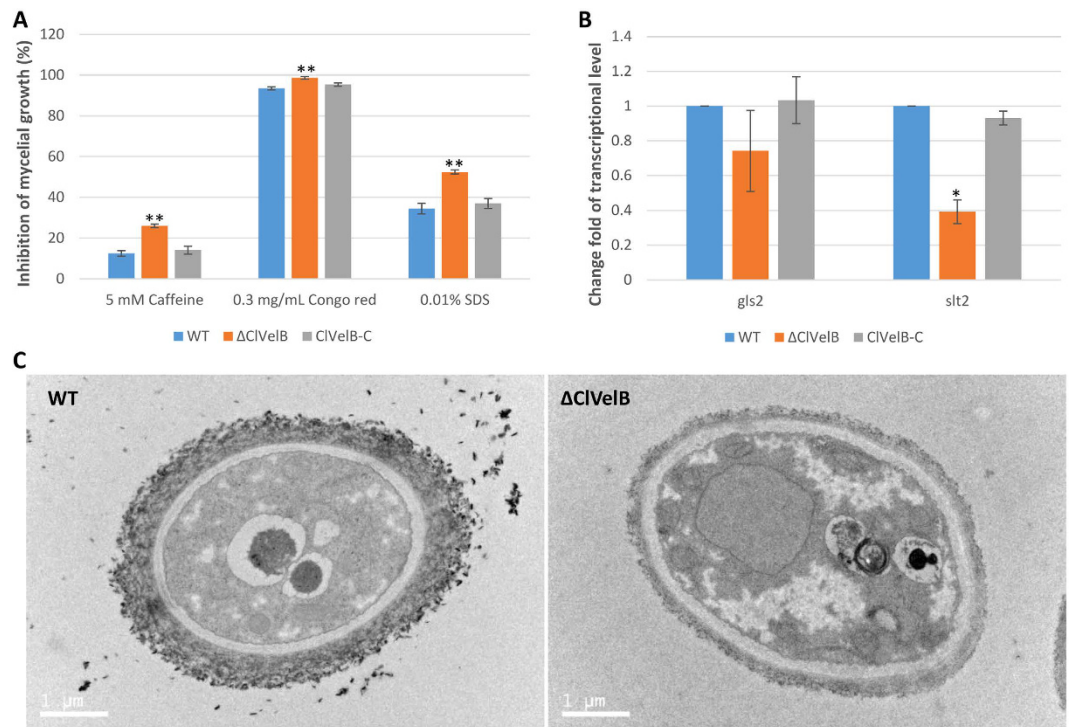 A
Inhibition of mycelial growth (%)
120
100
80
60
40
20
0
**
**
**
5 mM Caffeine 0.3 mg/mL Congo red 0.01% SDS
WT ΔClVelB ClVelB-C
B
Change fold of transcriptional level
1.4
1.2
1
0.8
0.6
0.4
0.2
0
*
gls2 slt2
WT ΔClVelB ClVelB-C
C
WT
1 µm
ΔClVelB
1 µm